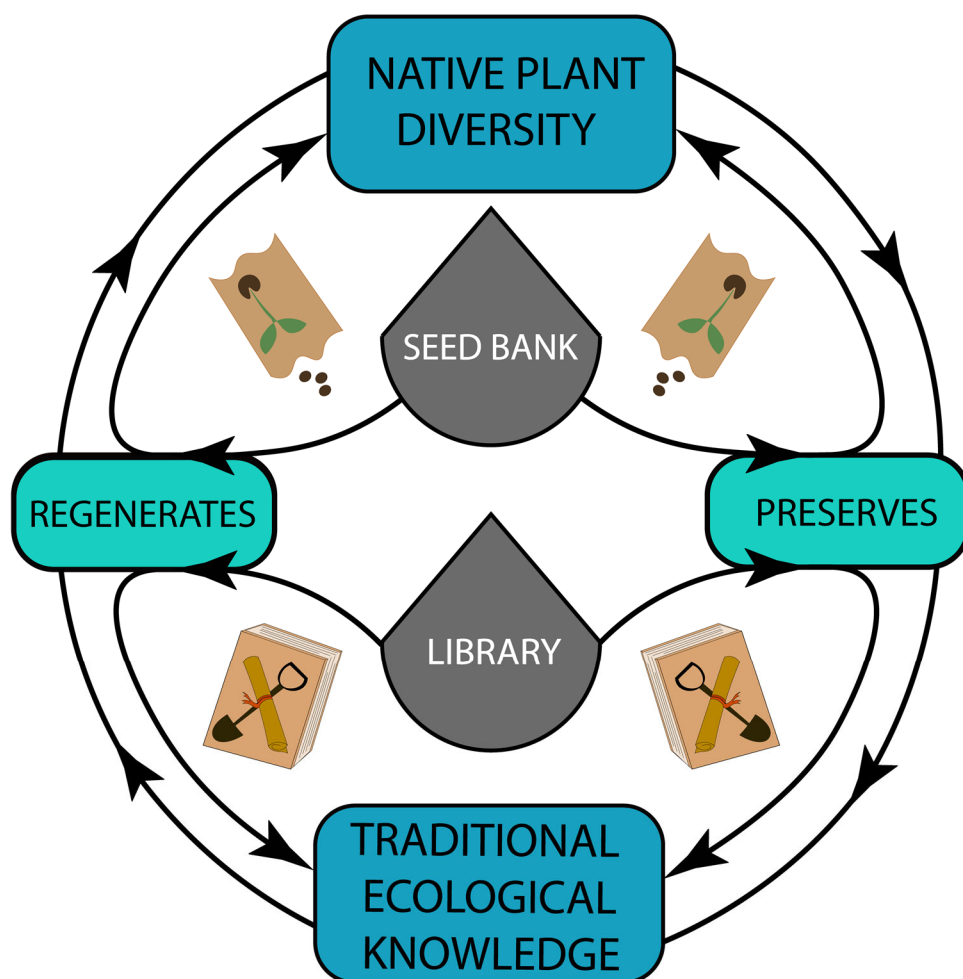 NATIVE PLANT
DIVERSITY
SEED BANK
REGENERATES
PRESERVES
LIBRARY
TRADITIONAL
ECOLOGICAL
KNOWLEDGE